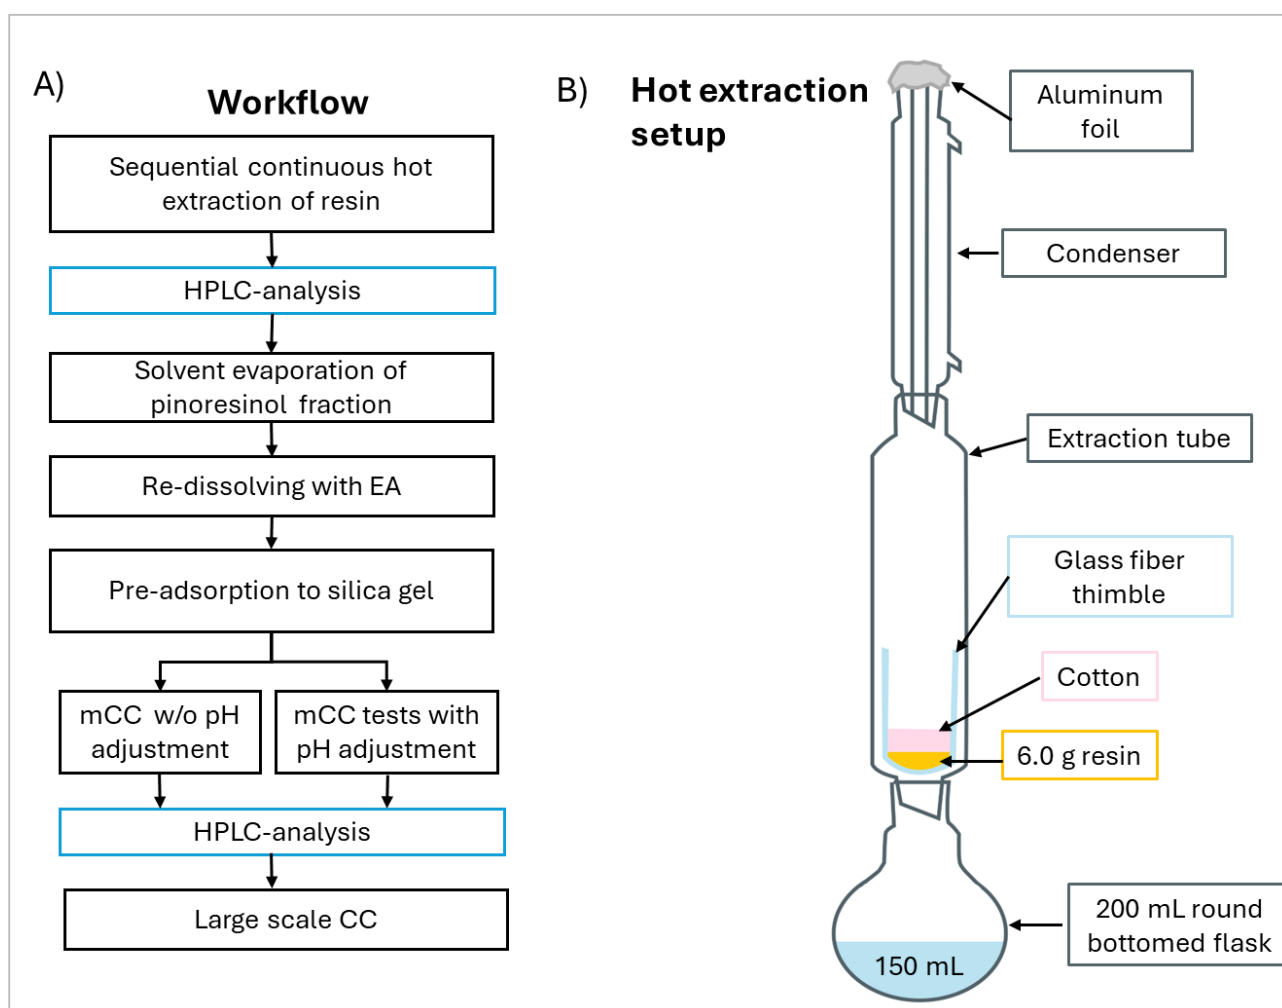 A)
Workflow
Sequential continuous hot
extraction of resin
HPLC-analysis
Solvent evaporation of
pinoresinol fraction
Re-dissolving with EA
Pre-adsorption to silica gel
mCC w/o pH
adjustment
mCC tests with
pH adjustment
HPLC-analysis
Large scale CC
B)
Hot extraction
setup
Aluminum
foil
Condenser
Extraction tube
Glass fiber
thimble
Cotton
6.0 g resin
200 mL round
bottomed flask
150 mL